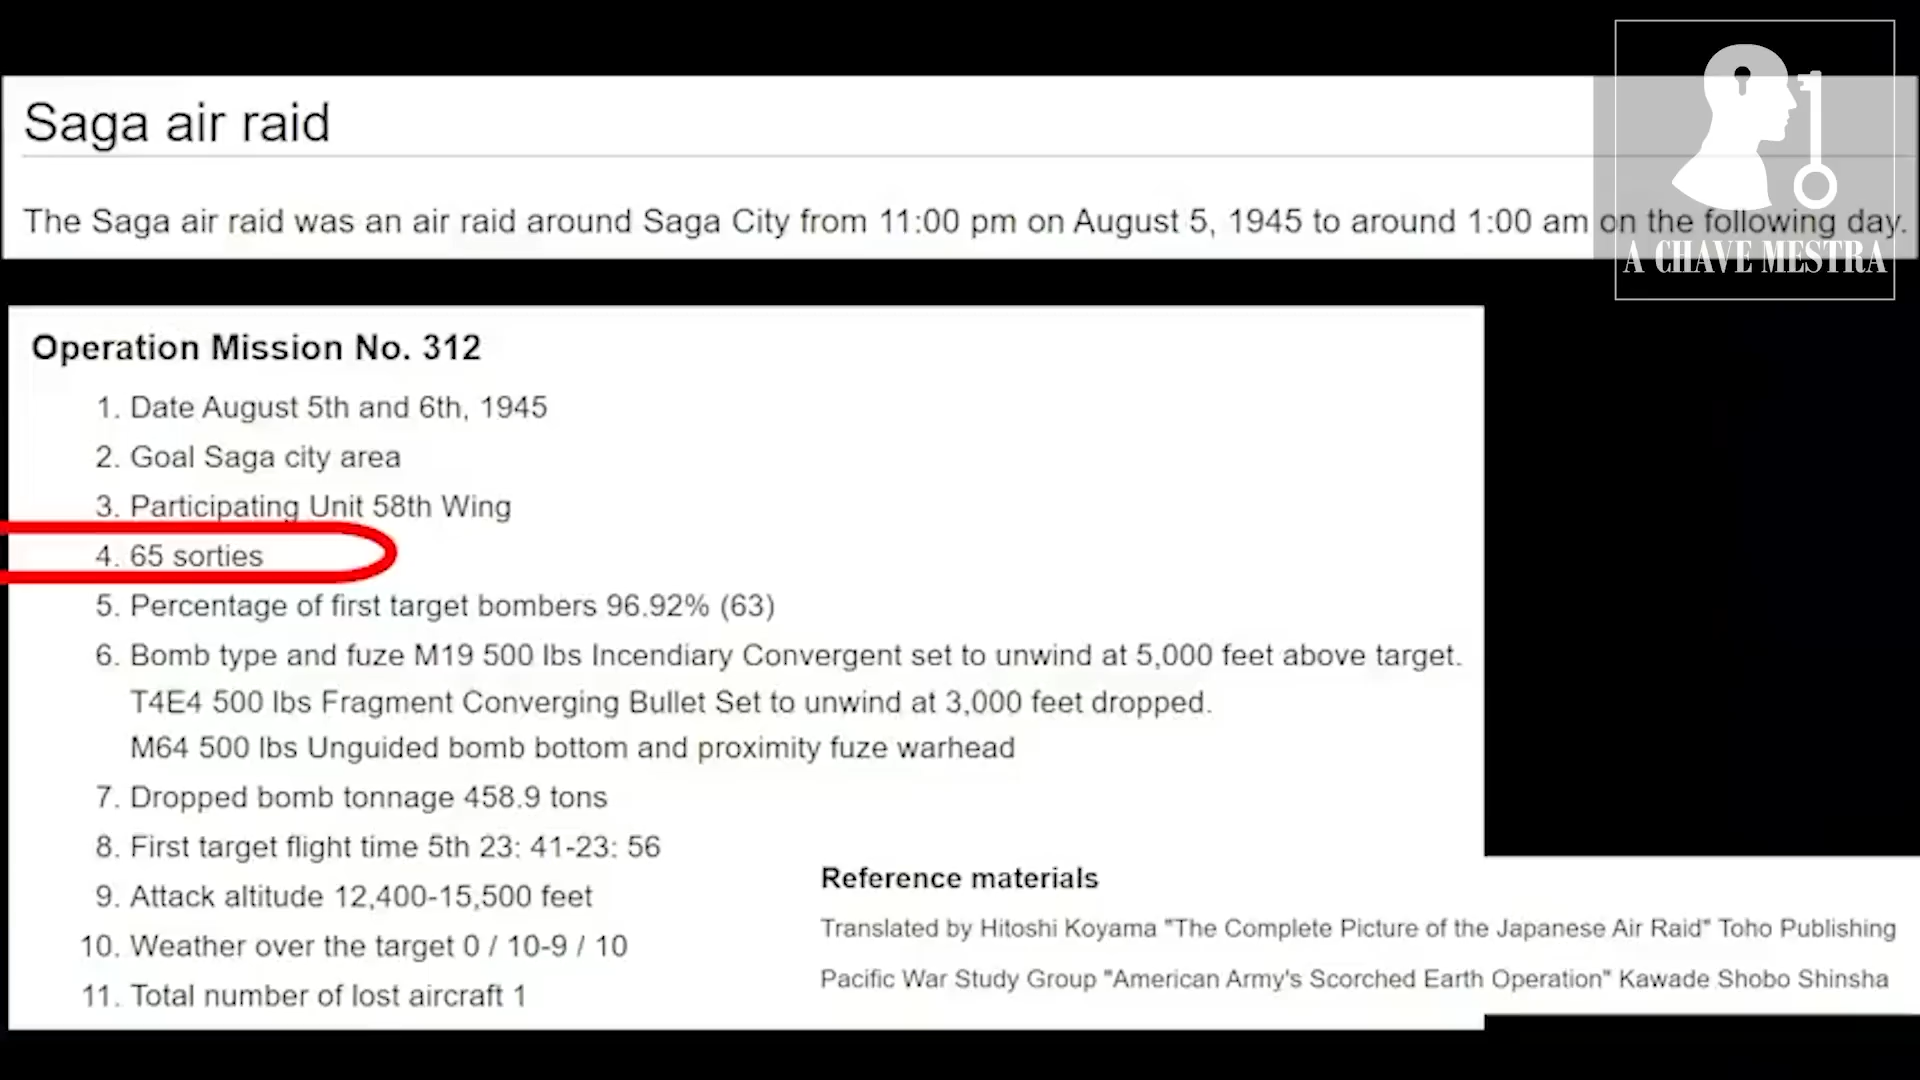 Saga air raid
The Saga air raid was an air raid around Saga City from 11:00 pm on August 5, 1945 to around 1:00 am on the following day.
A CHAVE MESTRA
Operation Mission No. 312
1. Date August 5th and 6th, 1945
2. Goal Saga city area
3. Participating Unit 58th Wing
4. 65 sorties
5. Percentage of first target bombers 96.92% (63)
6. Bomb type and fuze M19 500 lbs Incendiary Convergent set to unwind at 5,000 feet above target.
T4E4 500 lbs Fragment Converging Bullet Set to unwind at 3,000 feet dropped.
M64 500 lbs Unguided bomb bottom and proximity fuze warhead
7. Dropped bomb tonnage 458.9 tons
8. First target flight time 5th 23: 41-23: 56
9. Attack altitude 12,400-15,500 feet
10. Weather over the target 0 / 10-9 / 10
11. Total number of lost aircraft 1
Reference materials
Translated by Hitoshi Koyama "The Complete Picture of the Japanese Air Raid" Toho Publishing
Pacific War Study Group "American Army's Scorched Earth Operation" Kawade Shobo Shinsha